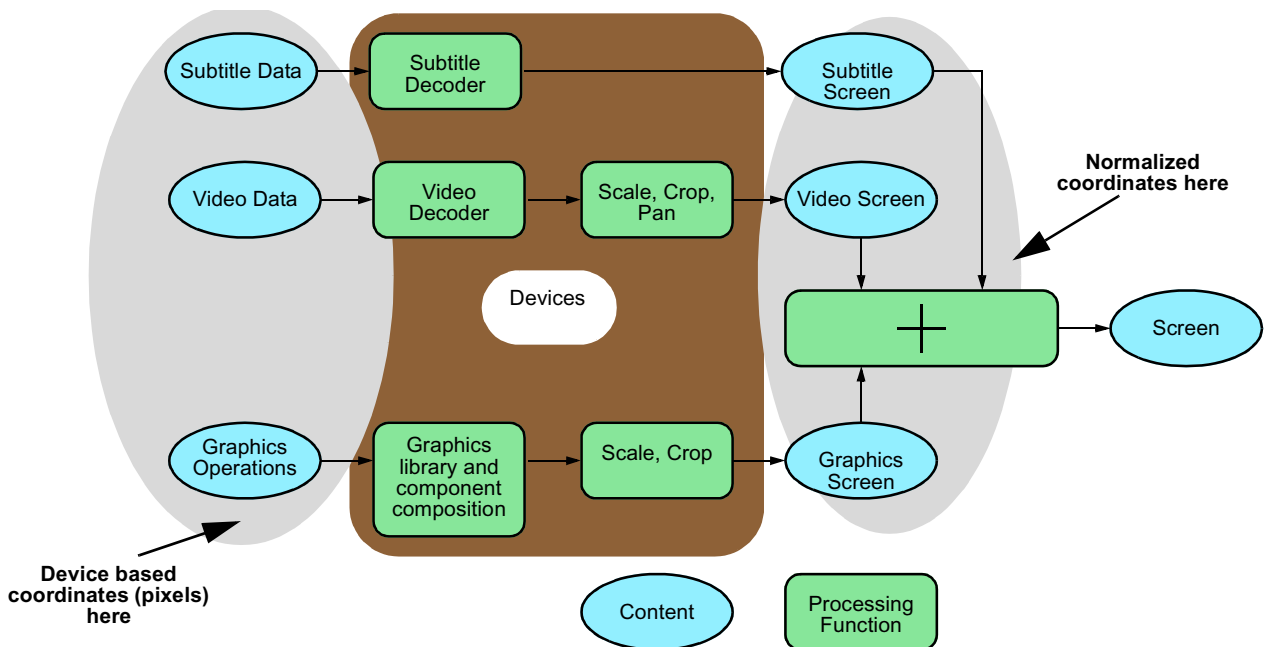 Subtitle Data
Subtitle
Decoder
Subtitle
Screen
Normalized
coordinates here
Video Data
Video
Decoder
Scale, Crop,
Pan
Video Screen
Devices
Screen
Graphics
Operations
Graphics
library and
component
composition
Scale, Crop
Graphics
Screen
Device based
coordinates (pixels)
here
Content
Processing
Function